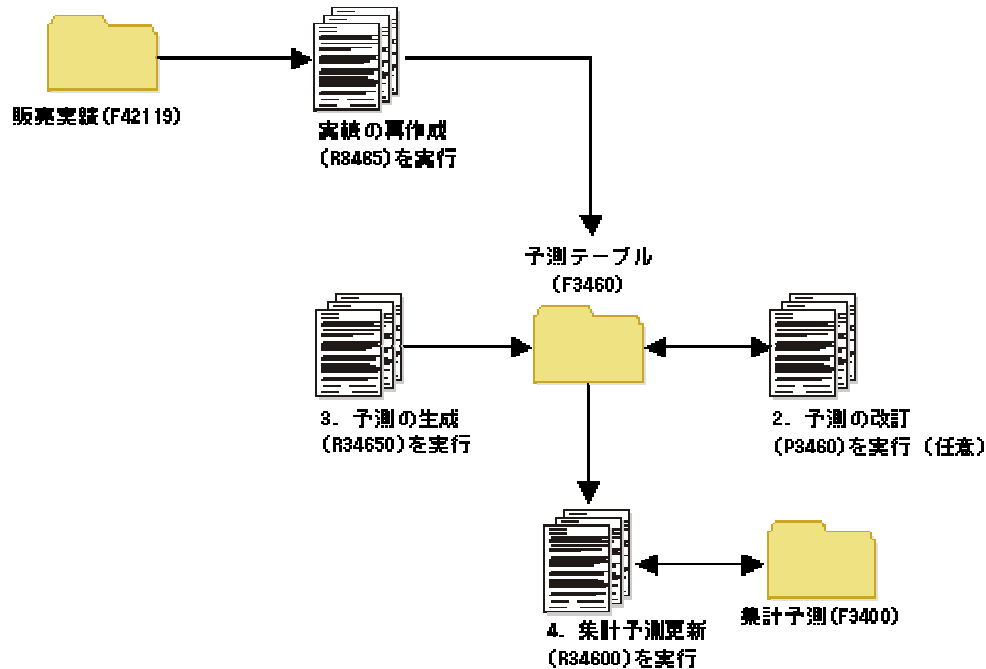 販売実績(F42119)
実績の再作成
(R3465)を実行
予測テーブル
(F3460)
3. 予測の生成
(R34650)を実行
2. 予測の改訂
(P3460)を実行 (任意)
4. 集計予測更新
(R34600)を実行
集計予測(F3400)